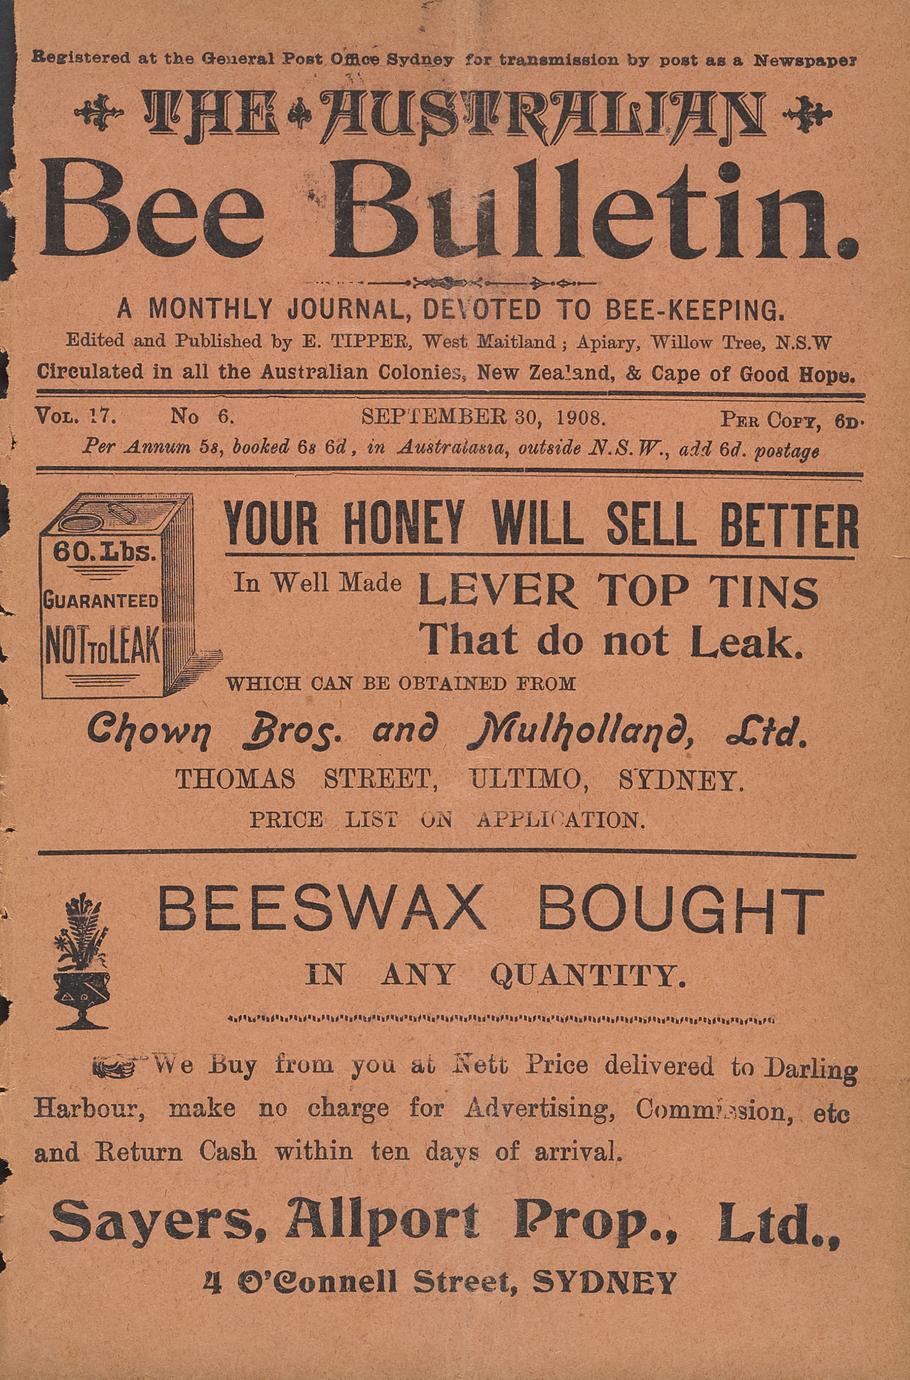 Registered at the General Post Office Sydney for transmission by post as a Newspaper
THE AUSTRALIAN
Bee Bulletin.
A MONTHLY JOURNAL, DEVOTED TO BEE-KEEPING.
Edited and Published by E. TIPPER, West Maitland ; Apiary, Willow Tree, N.S.W
Circulated in all the Australian Colonies, New Zealand, & Cape of Good Hope.
VOL. 17. No 6. SEPTEMBER 30, 1908. PER COPY, 6D.
Per Annum 5s, booked 6s 6d, in Australasia, outside N.S.W., add 6d. postage
60. Lbs.
GUARANTEED
NOT TO LEAK
YOUR HONEY WILL SELL BETTER
In Well Made LEVER TOP TINS
That do not Leak.
WHICH CAN BE OBTAINED FROM
Chown Bros. and Mulholland, Ltd.
THOMAS STREET, ULTIMO, SYDNEY.
PRICE LIST ON APPLICATION.
BEESWAX BOUGHT
IN ANY QUANTITY.
We Buy from you at Nett Price delivered to Darling
Harbour, make no charge for Advertising, Commission, etc
and Return Cash within ten days of arrival.
Sayers, Allport Prop., Ltd.,
4 O'Connell Street, SYDNEY